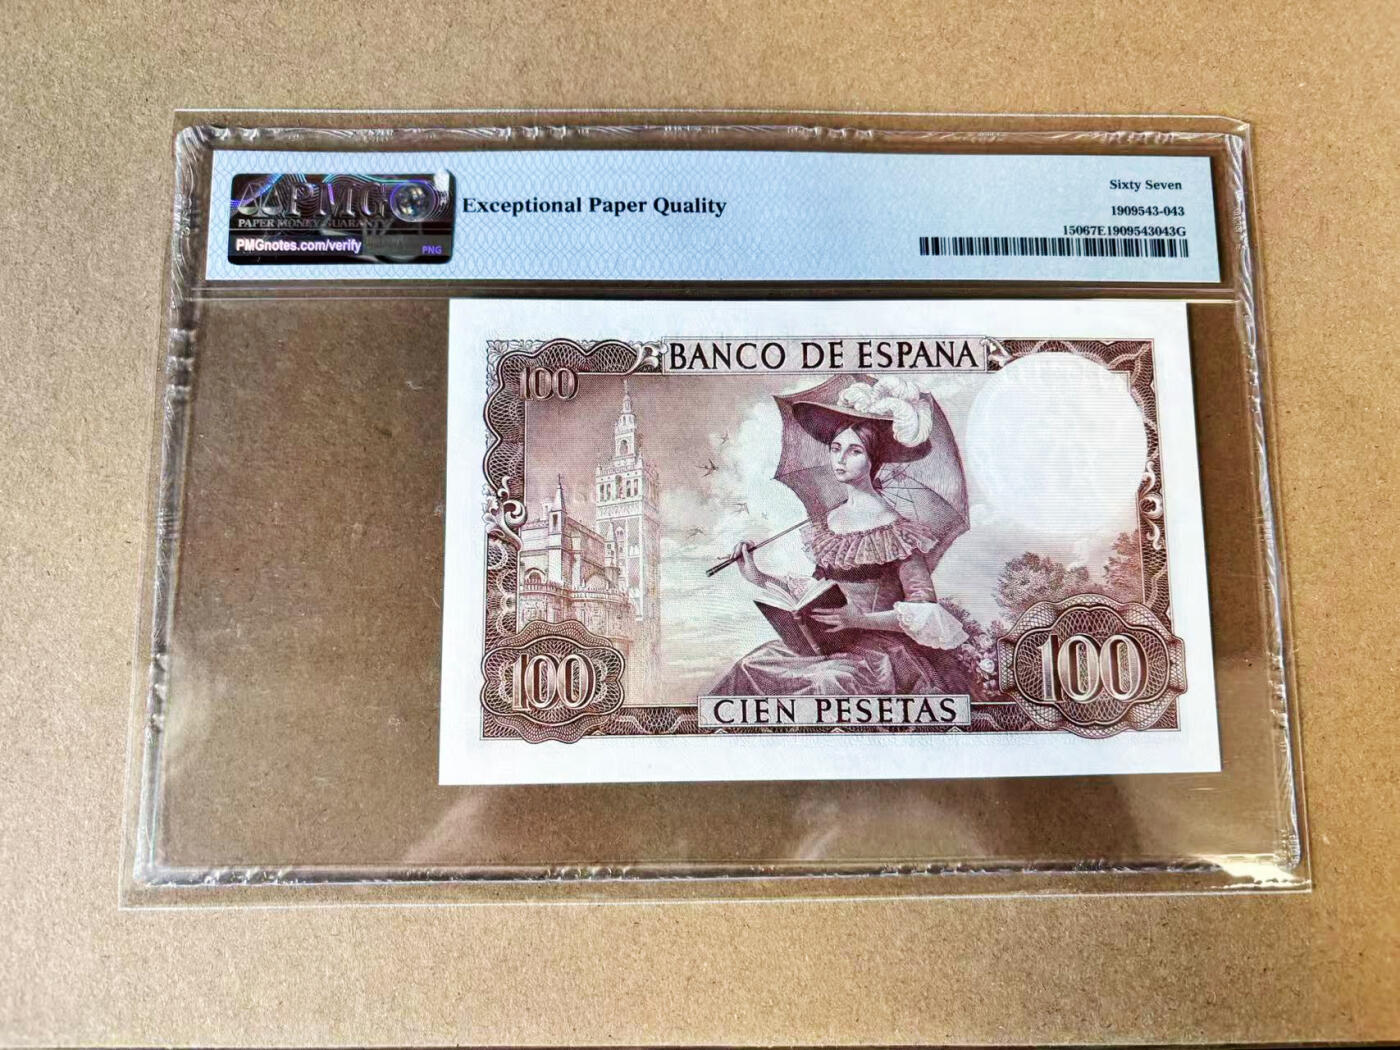 PMG
PAPER MONEY GUARANTY
PMGnotes.com/verify
PNG
Exceptional Paper Quality
Sixty Seven
1909543-043
15067E1909543043G
BANCO DE ESPANA
100
100
100
CIEN PESETAS